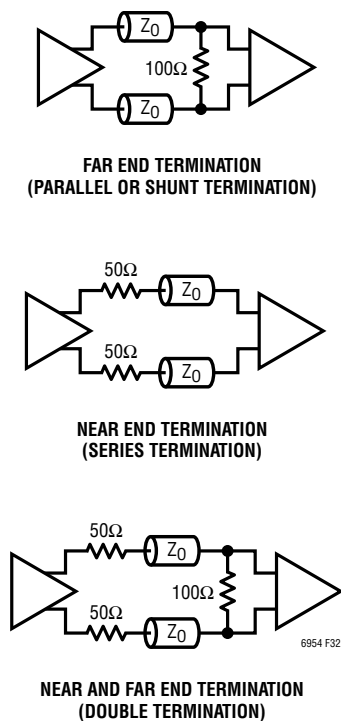 Z0
100Ω
Z0
FAR END TERMINATION
(PARALLEL OR SHUNT TERMINATION)
50Ω
Z0
50Ω
Z0
NEAR END TERMINATION
(SERIES TERMINATION)
50Ω
Z0
100Ω
50Ω
Z0
6954 F32
NEAR AND FAR END TERMINATION
(DOUBLE TERMINATION)